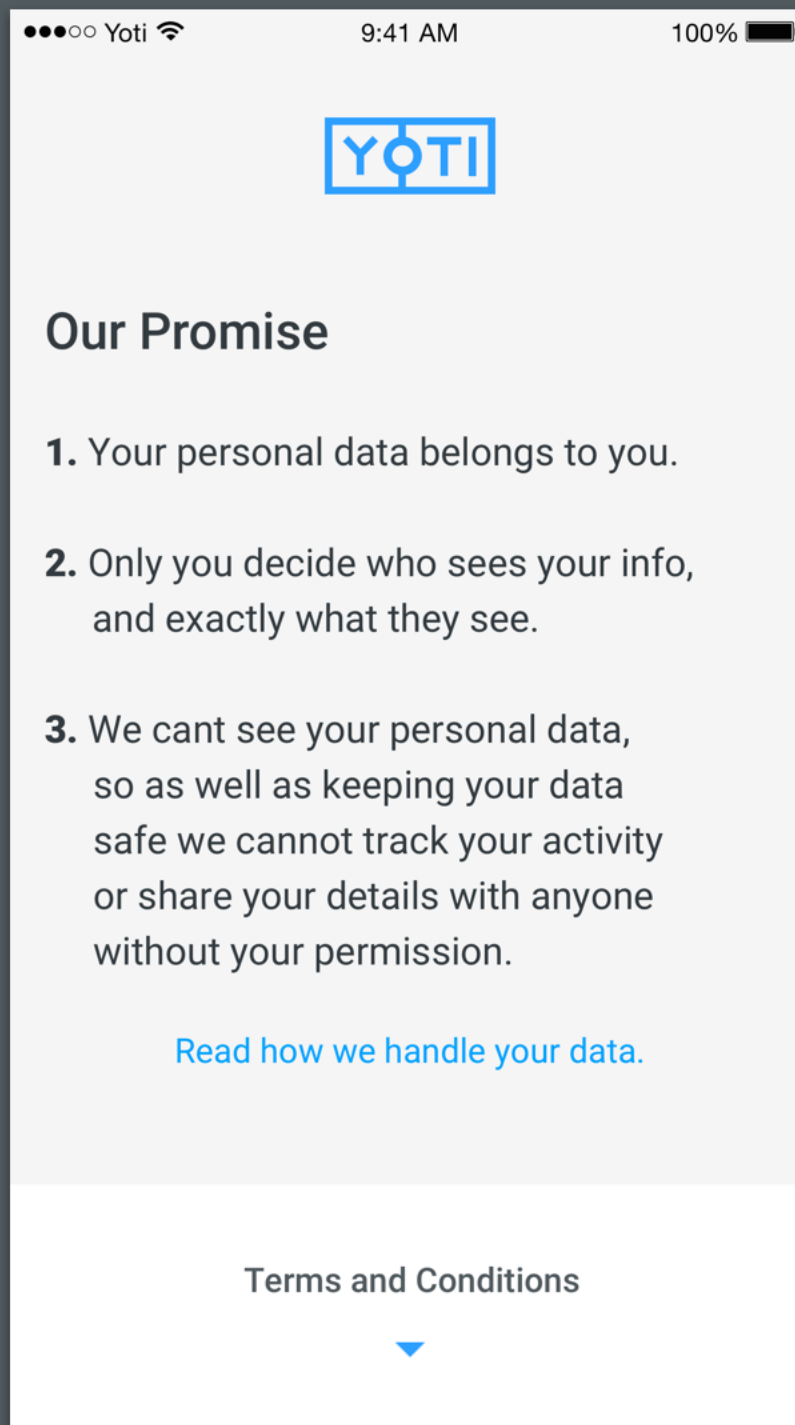 Yoti 9:41 AM 100%
YOTI
Our Promise
1. Your personal data belongs to you.
2. Only you decide who sees your info,
and exactly what they see.
3. We cant see your personal data,
so as well as keeping your data
safe we cannot track your activity
or share your details with anyone
without your permission.
Read how we handle your data.
Terms and Conditions